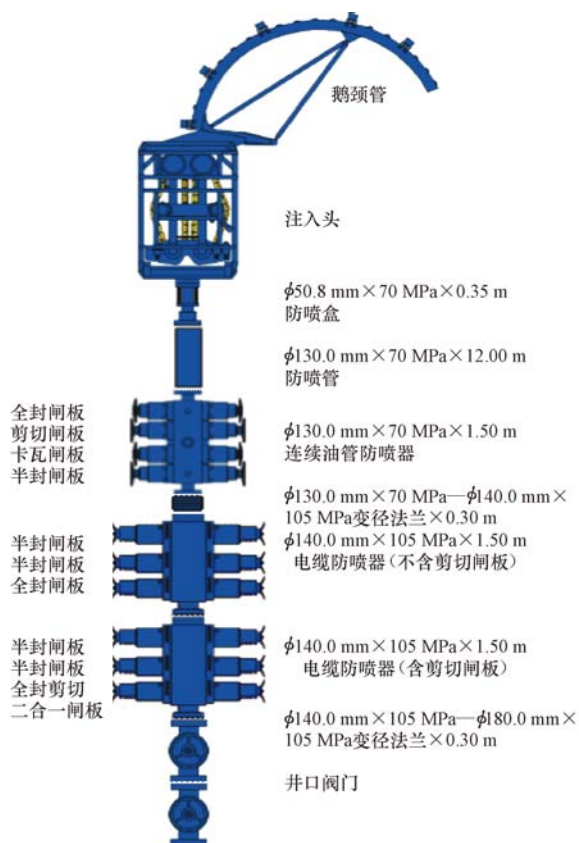 鹅颈管
注入头
ϕ50.8 mm×70 MPa×0.35 m
防喷盒
ϕ130.0 mm×70 MPa×12.00 m
防喷管
全封闸板
剪切闸板
卡瓦闸板
半封闸板
ϕ130.0 mm×70 MPa×1.50 m
连续油管防喷器
ϕ130.0 mm×70 MPa—ϕ140.0 mm×
105 MPa变径法兰×0.30 m
半封闸板
半封闸板
全封闸板
ϕ140.0 mm×105 MPa×1.50 m
电缆防喷器(不含剪切闸板)
半封闸板
半封闸板
全封剪切
二合一闸板
ϕ140.0 mm×105 MPa×1.50 m
电缆防喷器(含剪切闸板)
ϕ140.0 mm×105 MPa—ϕ180.0 mm×
105 MPa变径法兰×0.30 m
井口阀门